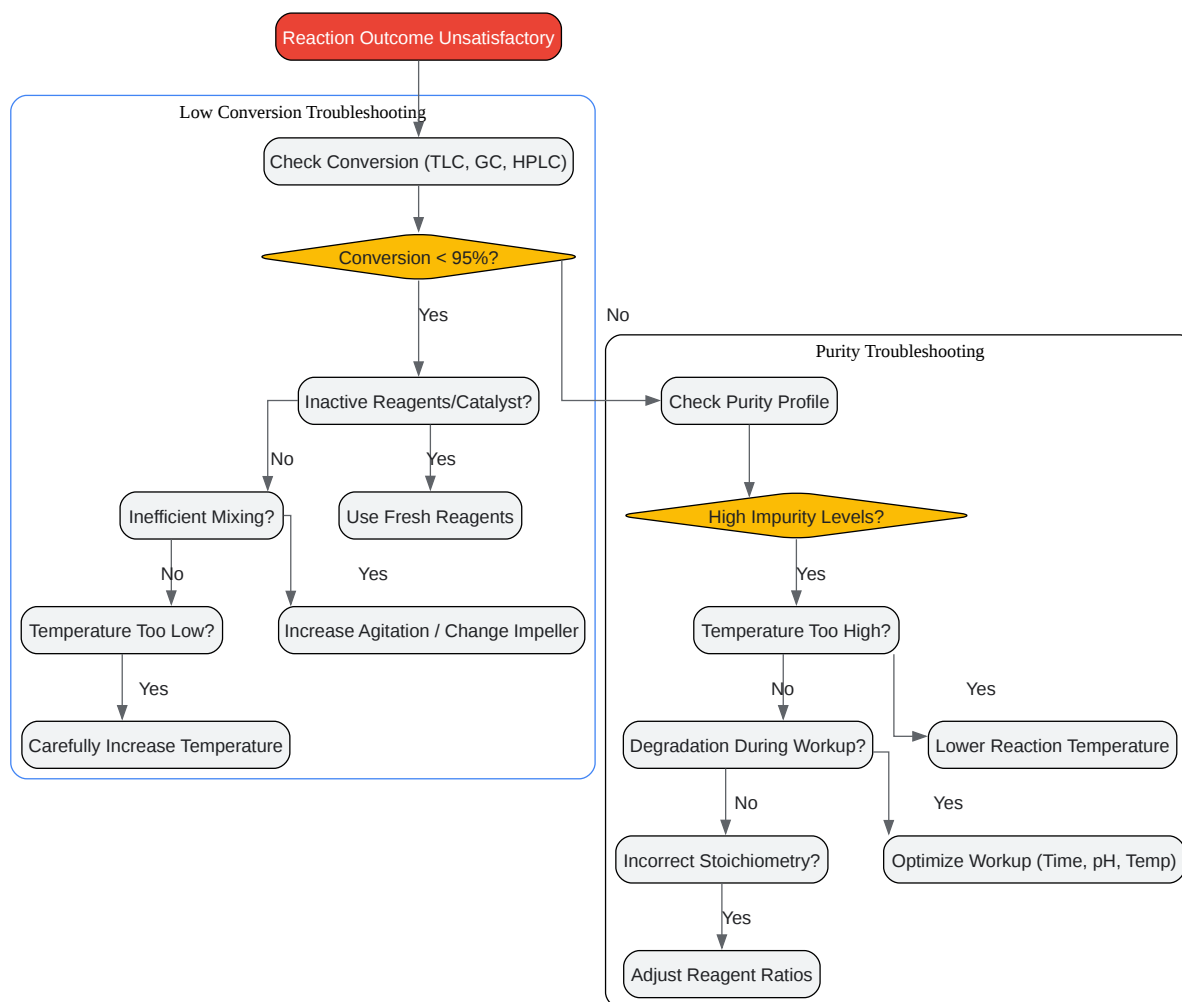 Reaction Outcome Unsatisfactory
Low Conversion Troubleshooting
Check Conversion (TLC, GC, HPLC)
Conversion < 95%?
Yes
No
Purity Troubleshooting
Inactive Reagents/Catalyst?
Check Purity Profile
No
Yes
Inefficient Mixing?
Use Fresh Reagents
High Impurity Levels?
No
Yes
Yes
Temperature Too Low?
Increase Agitation / Change Impeller
Temperature Too High?
Yes
No
Yes
Carefully Increase Temperature
Degradation During Workup?
Lower Reaction Temperature
No
Yes
Incorrect Stoichiometry?
Optimize Workup (Time, pH, Temp)
Yes
Adjust Reagent Ratios